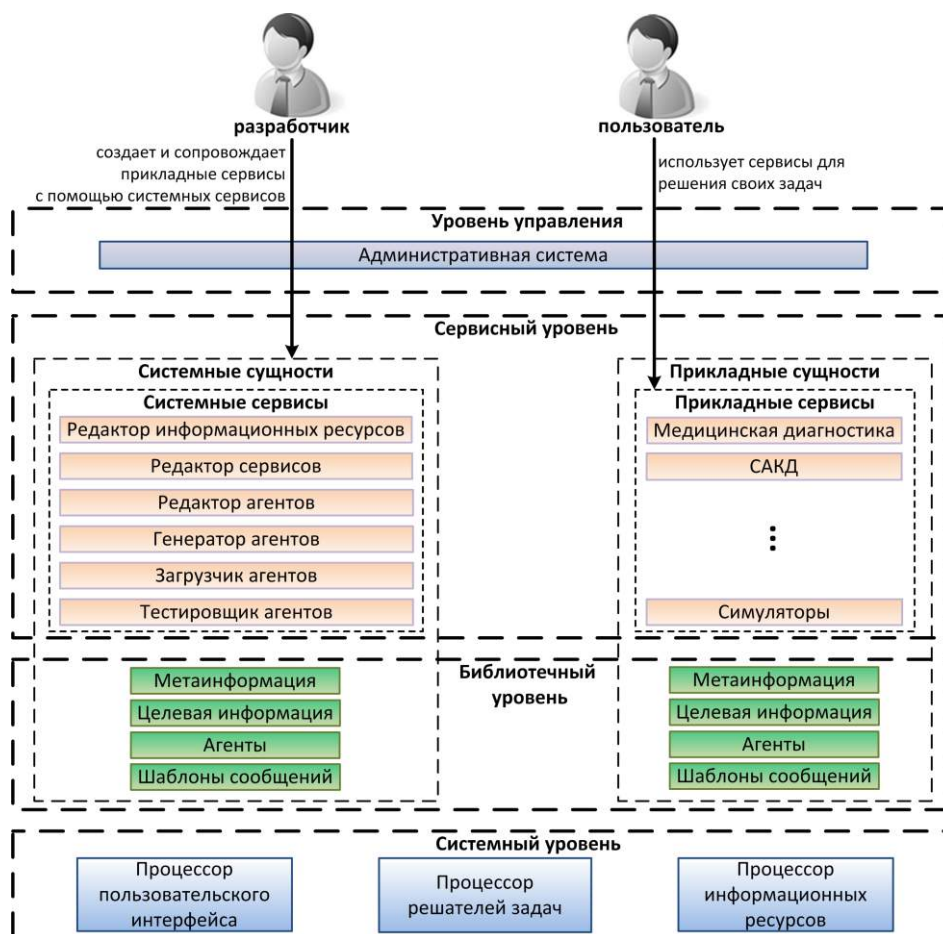 разработчик
создает и сопровождает
прикладные сервисы
с помощью системных сервисов
пользователь
использует сервисы для
решения своих задач
Уровень управления
Административная система
Сервисный уровень
Системные сущности
Системные сервисы
Редактор информационных ресурсов
Редактор сервисов
Редактор агентов
Генератор агентов
Загрузчик агентов
Тестировщик агентов
Прикладные сущности
Прикладные сервисы
Медицинская диагностика
САКД
Симуляторы
Библиотечный
уровень
Метаинформация
Целевая информация
Агенты
Шаблоны сообщений
Метаинформация
Целевая информация
Агенты
Шаблоны сообщений
Системный уровень
Процессор
пользовательского
интерфейса
Процессор
решателей задач
Процессор
информационных
ресурсов